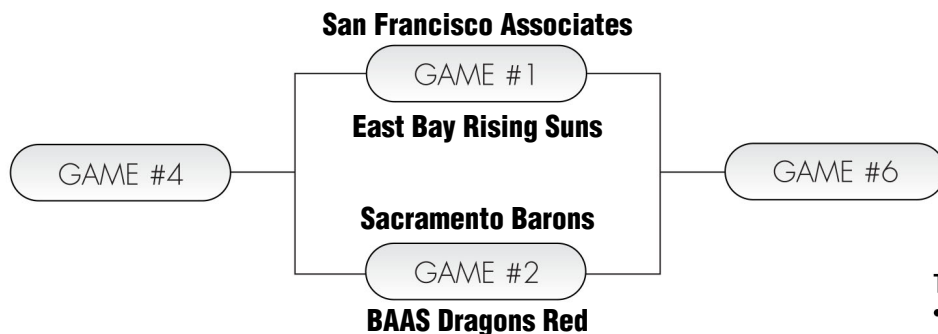 San Francisco Associates
GAME #1
East Bay Rising Suns
GAME #4
GAME #6
Sacramento Barons
GAME #2
BAAS Dragons Red